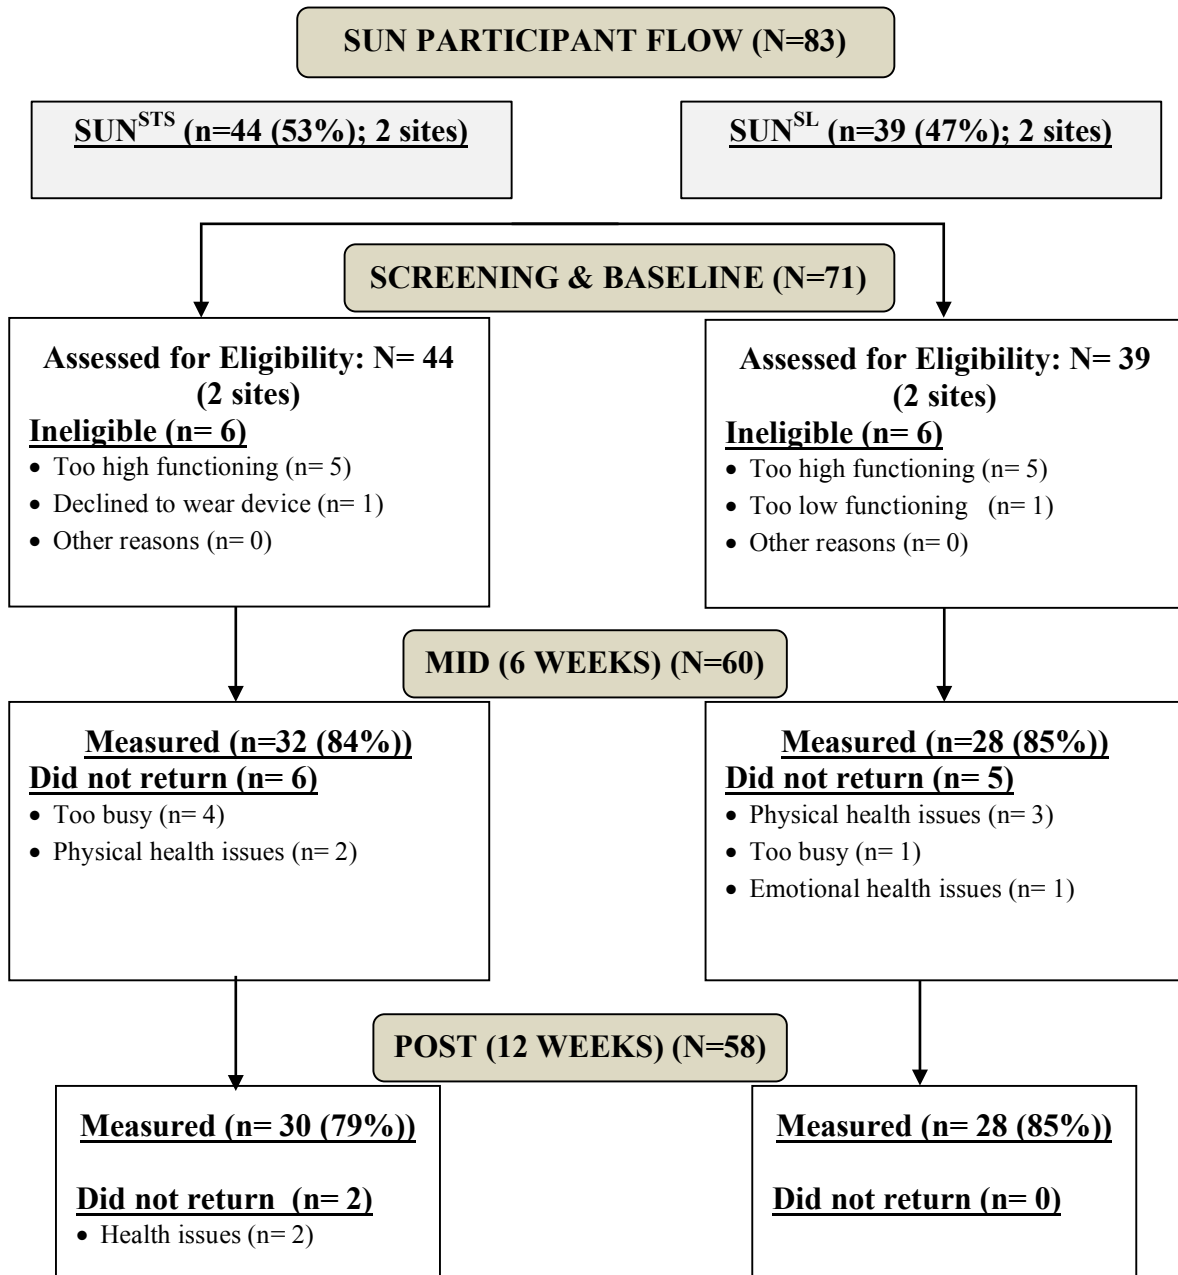 SUN PARTICIPANT FLOW (N=83)
SUN^STS (n=44 (53%); 2 sites)
SUN^SL (n=39 (47%); 2 sites)
SCREENING & BASELINE (N=71)
Assessed for Eligibility: N= 44
(2 sites)
Ineligible (n= 6)
• Too high functioning (n= 5)
• Declined to wear device (n= 1)
• Other reasons (n= 0)
Assessed for Eligibility: N= 39
(2 sites)
Ineligible (n= 6)
• Too high functioning (n= 5)
• Too low functioning (n= 1)
• Other reasons (n= 0)
MID (6 WEEKS) (N=60)
Measured (n=32 (84%))
Did not return (n= 6)
• Too busy (n= 4)
• Physical health issues (n= 2)
Measured (n=28 (85%))
Did not return (n= 5)
• Physical health issues (n= 3)
• Too busy (n= 1)
• Emotional health issues (n= 1)
POST (12 WEEKS) (N=58)
Measured (n= 30 (79%))
Did not return (n= 2)
• Health issues (n= 2)
Measured (n= 28 (85%))
Did not return (n= 0)